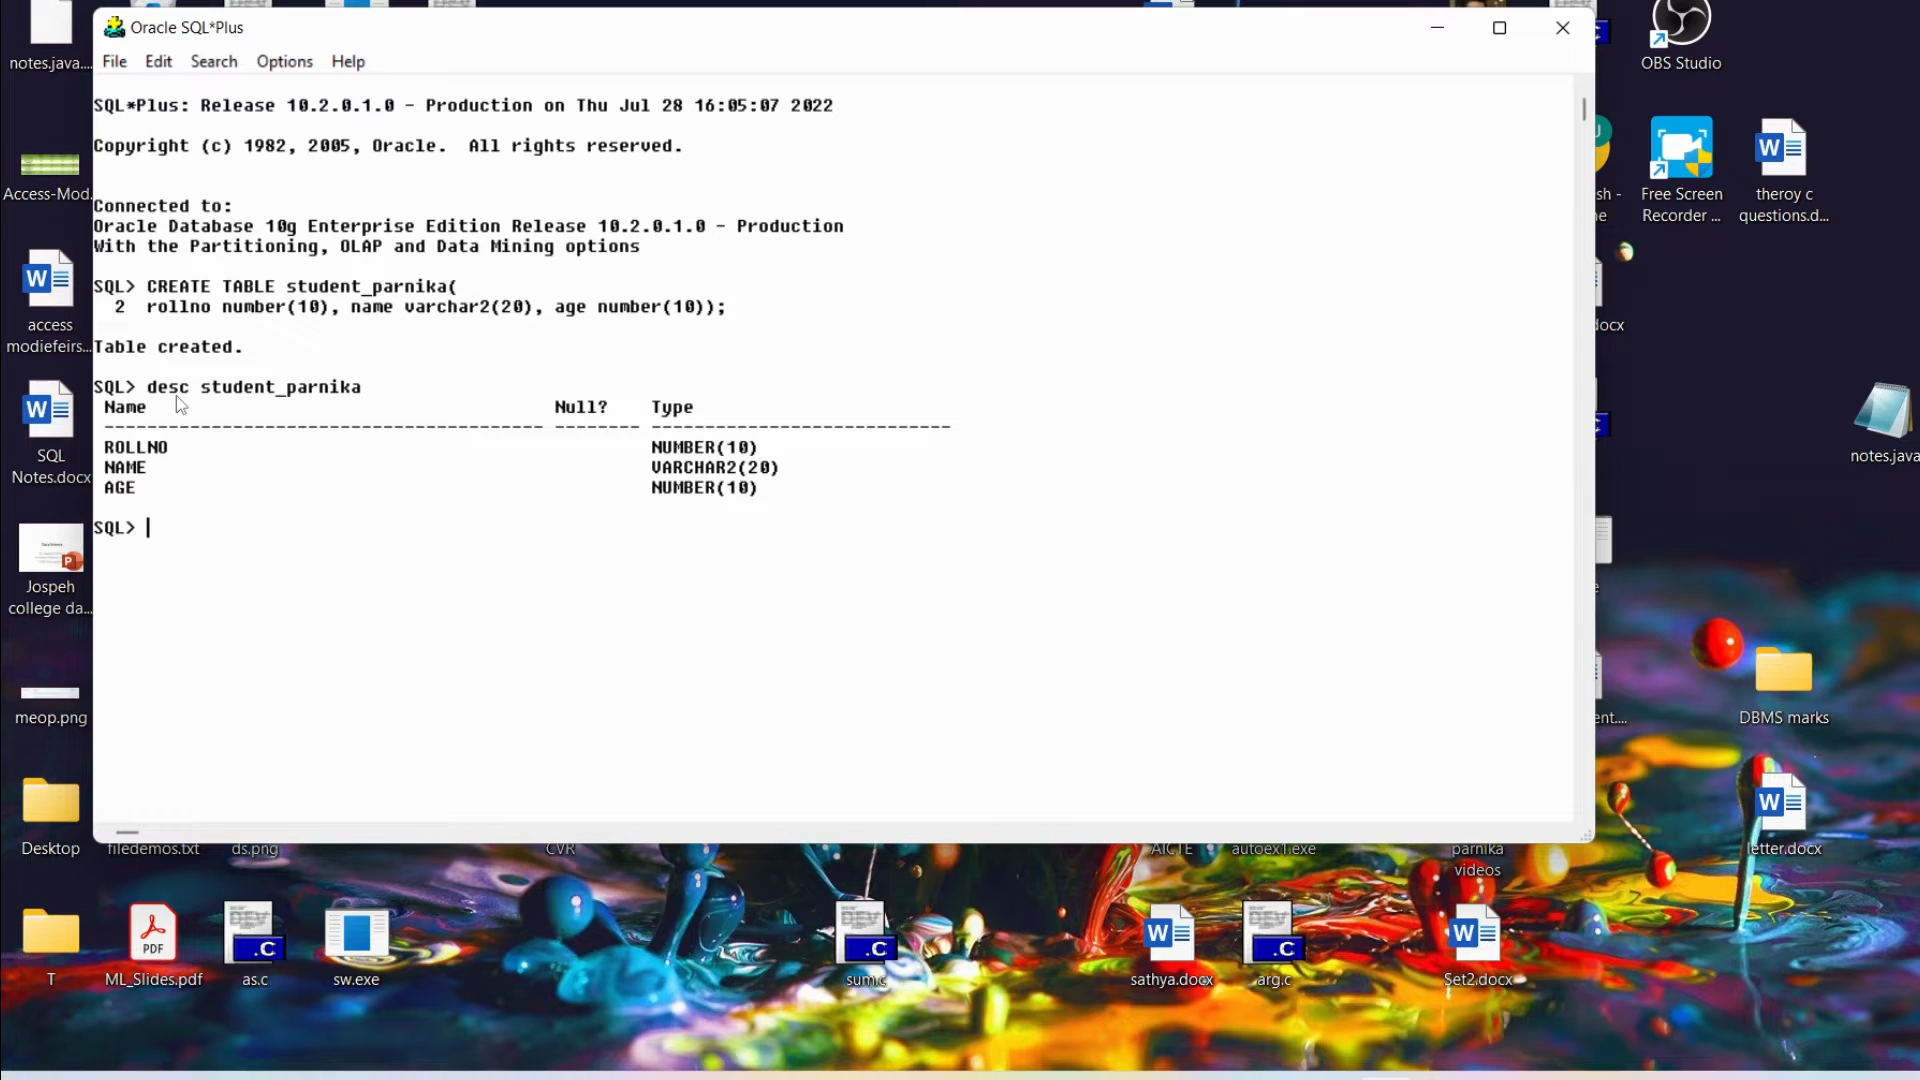 Oracle SQL*Plus
File Edit Search Options Help
SQL*Plus: Release 10.2.0.1.0 - Production on Thu Jul 28 16:05:07 2022
Copyright (c) 1982, 2005, Oracle.  All rights reserved.
Connected to:
Oracle Database 10g Enterprise Edition Release 10.2.0.1.0 - Production
With the Partitioning, OLAP and Data Mining options
SQL> CREATE TABLE student_parnika(
2  rollno number(10), name varchar2(20), age number(10));
Table created.
SQL> desc student_parnika
Name Null? Type
----------------------------------------- -------- ----------------------------
ROLLNO NUMBER(10)
NAME VARCHAR2(20)
AGE NUMBER(10)
SQL>
notes.java....
Access-Mod.
access
modiefeirs...
SQL
Notes.docx
Jospeh
college da...
meop.png
Desktop
filedemos.txt
ds.png
CVR
AICTE
autoex1.exe
parnika
videos
letter.docx
T
ML_Slides.pdf
PDF
as.c
DEV
.C
sw.exe
sum.c
DEV
.C
sathya.docx
arg.c
DEV
.C
Set2.docx
OBS Studio
Free Screen
Recorder ...
theroy c
questions.d...
notes.java
DBMS marks